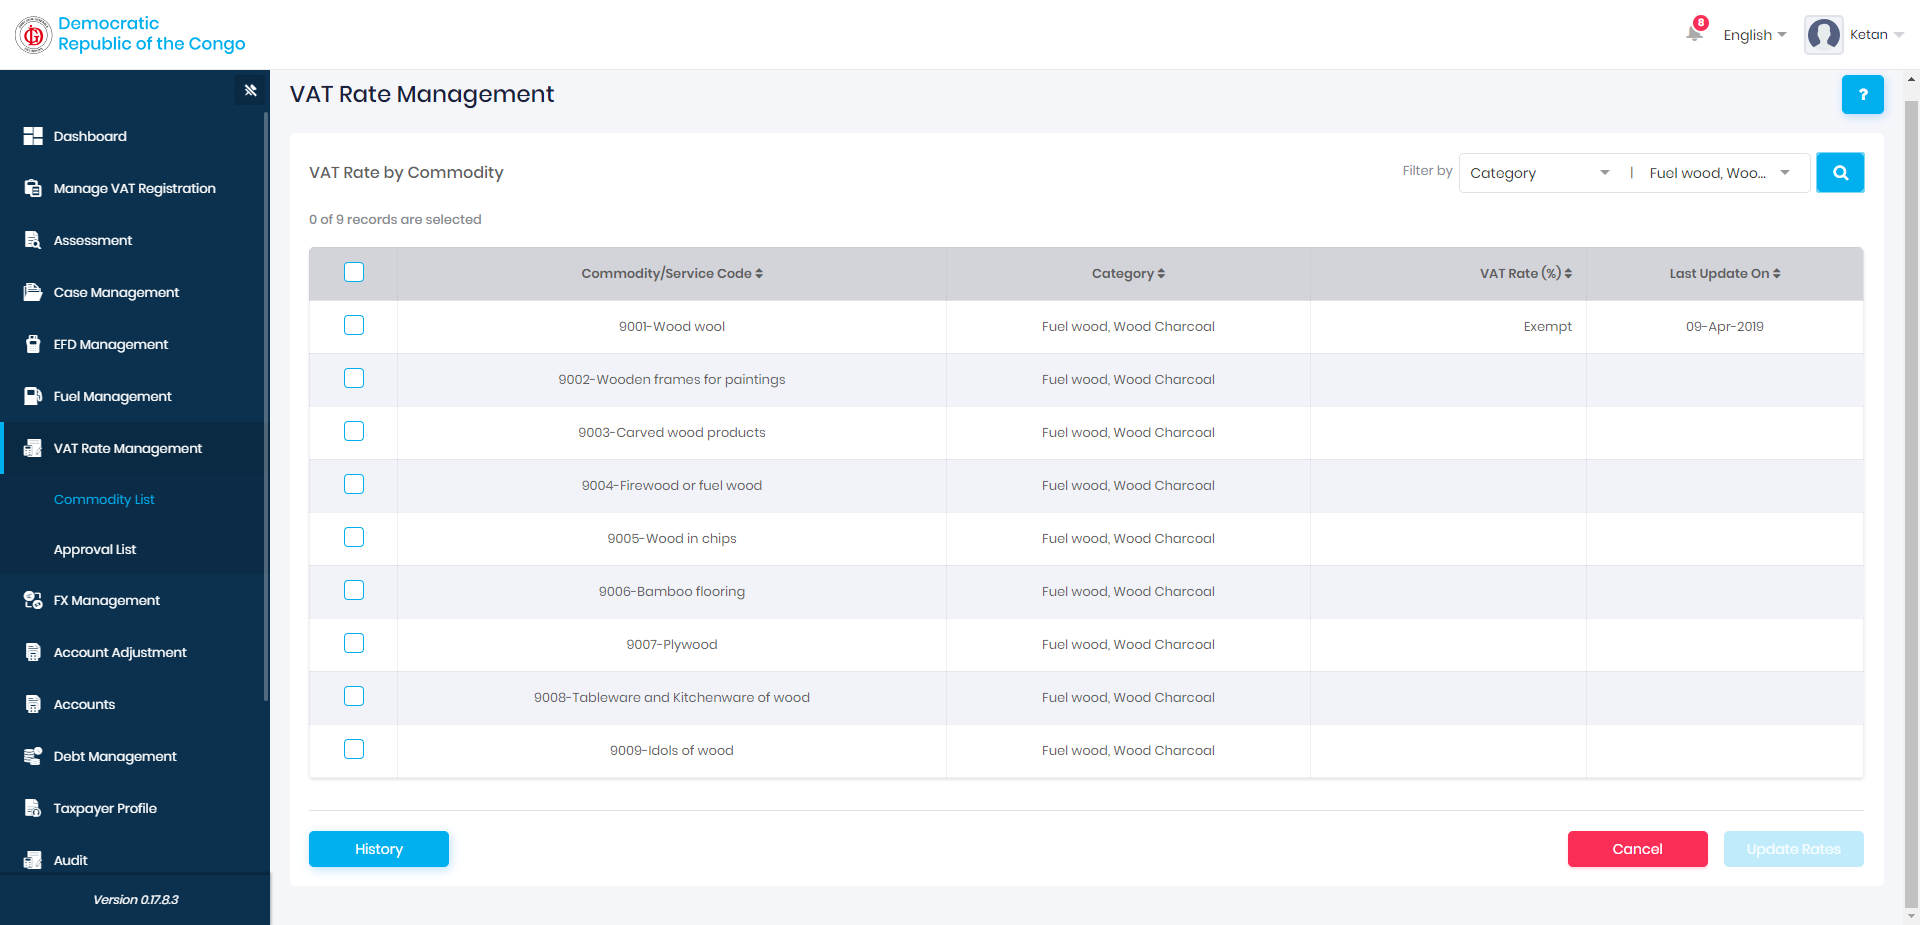 Democratic
Republic of the Congo
8
English
Ketan
VAT Rate Management
?
Dashboard
Manage VAT Registration
Assessment
Case Management
EFD Management
Fuel Management
VAT Rate Management
Commodity List
Approval List
FX Management
Account Adjustment
Accounts
Debt Management
Taxpayer Profile
Audit
Version 0.17.8.3
VAT Rate by Commodity
Filter by Category | Fuel wood, Woo...
0 of 9 records are selected
Commodity/Service Code Category VAT Rate (%) Last Update On
9001-Wood wool Fuel wood, Wood Charcoal Exempt 09-Apr-2019
9002-Wooden frames for paintings Fuel wood, Wood Charcoal
9003-Carved wood products Fuel wood, Wood Charcoal
9004-Firewood or fuel wood Fuel wood, Wood Charcoal
9005-Wood in chips Fuel wood, Wood Charcoal
9006-Bamboo flooring Fuel wood, Wood Charcoal
9007-Plywood Fuel wood, Wood Charcoal
9008-Tableware and Kitchenware of wood Fuel wood, Wood Charcoal
9009-Idols of wood Fuel wood, Wood Charcoal
History Cancel Update Rates